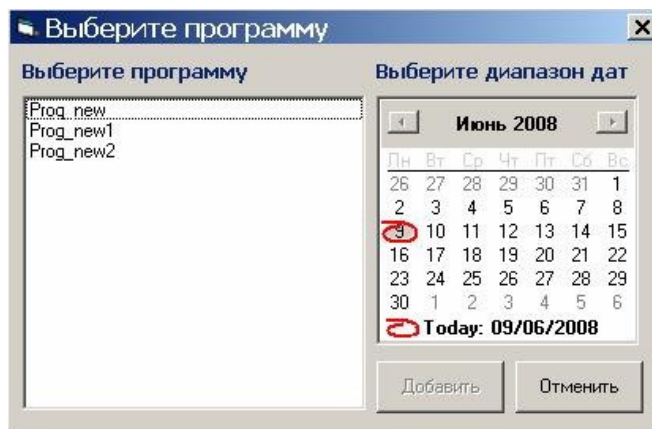 Выберите программу
Выберите программу
Prog_new
Prog_new1
Prog_new2
Выберите диапазон дат
Июнь 2008
Пн Вт Ср Чт Пт Сб Вс
26 27 28 29 30 31 1
2 3 4 5 6 7 8
9 10 11 12 13 14 15
16 17 18 19 20 21 22
23 24 25 26 27 28 29
30 1 2 3 4 5 6
Today: 09/06/2008
Добавить
Отменить